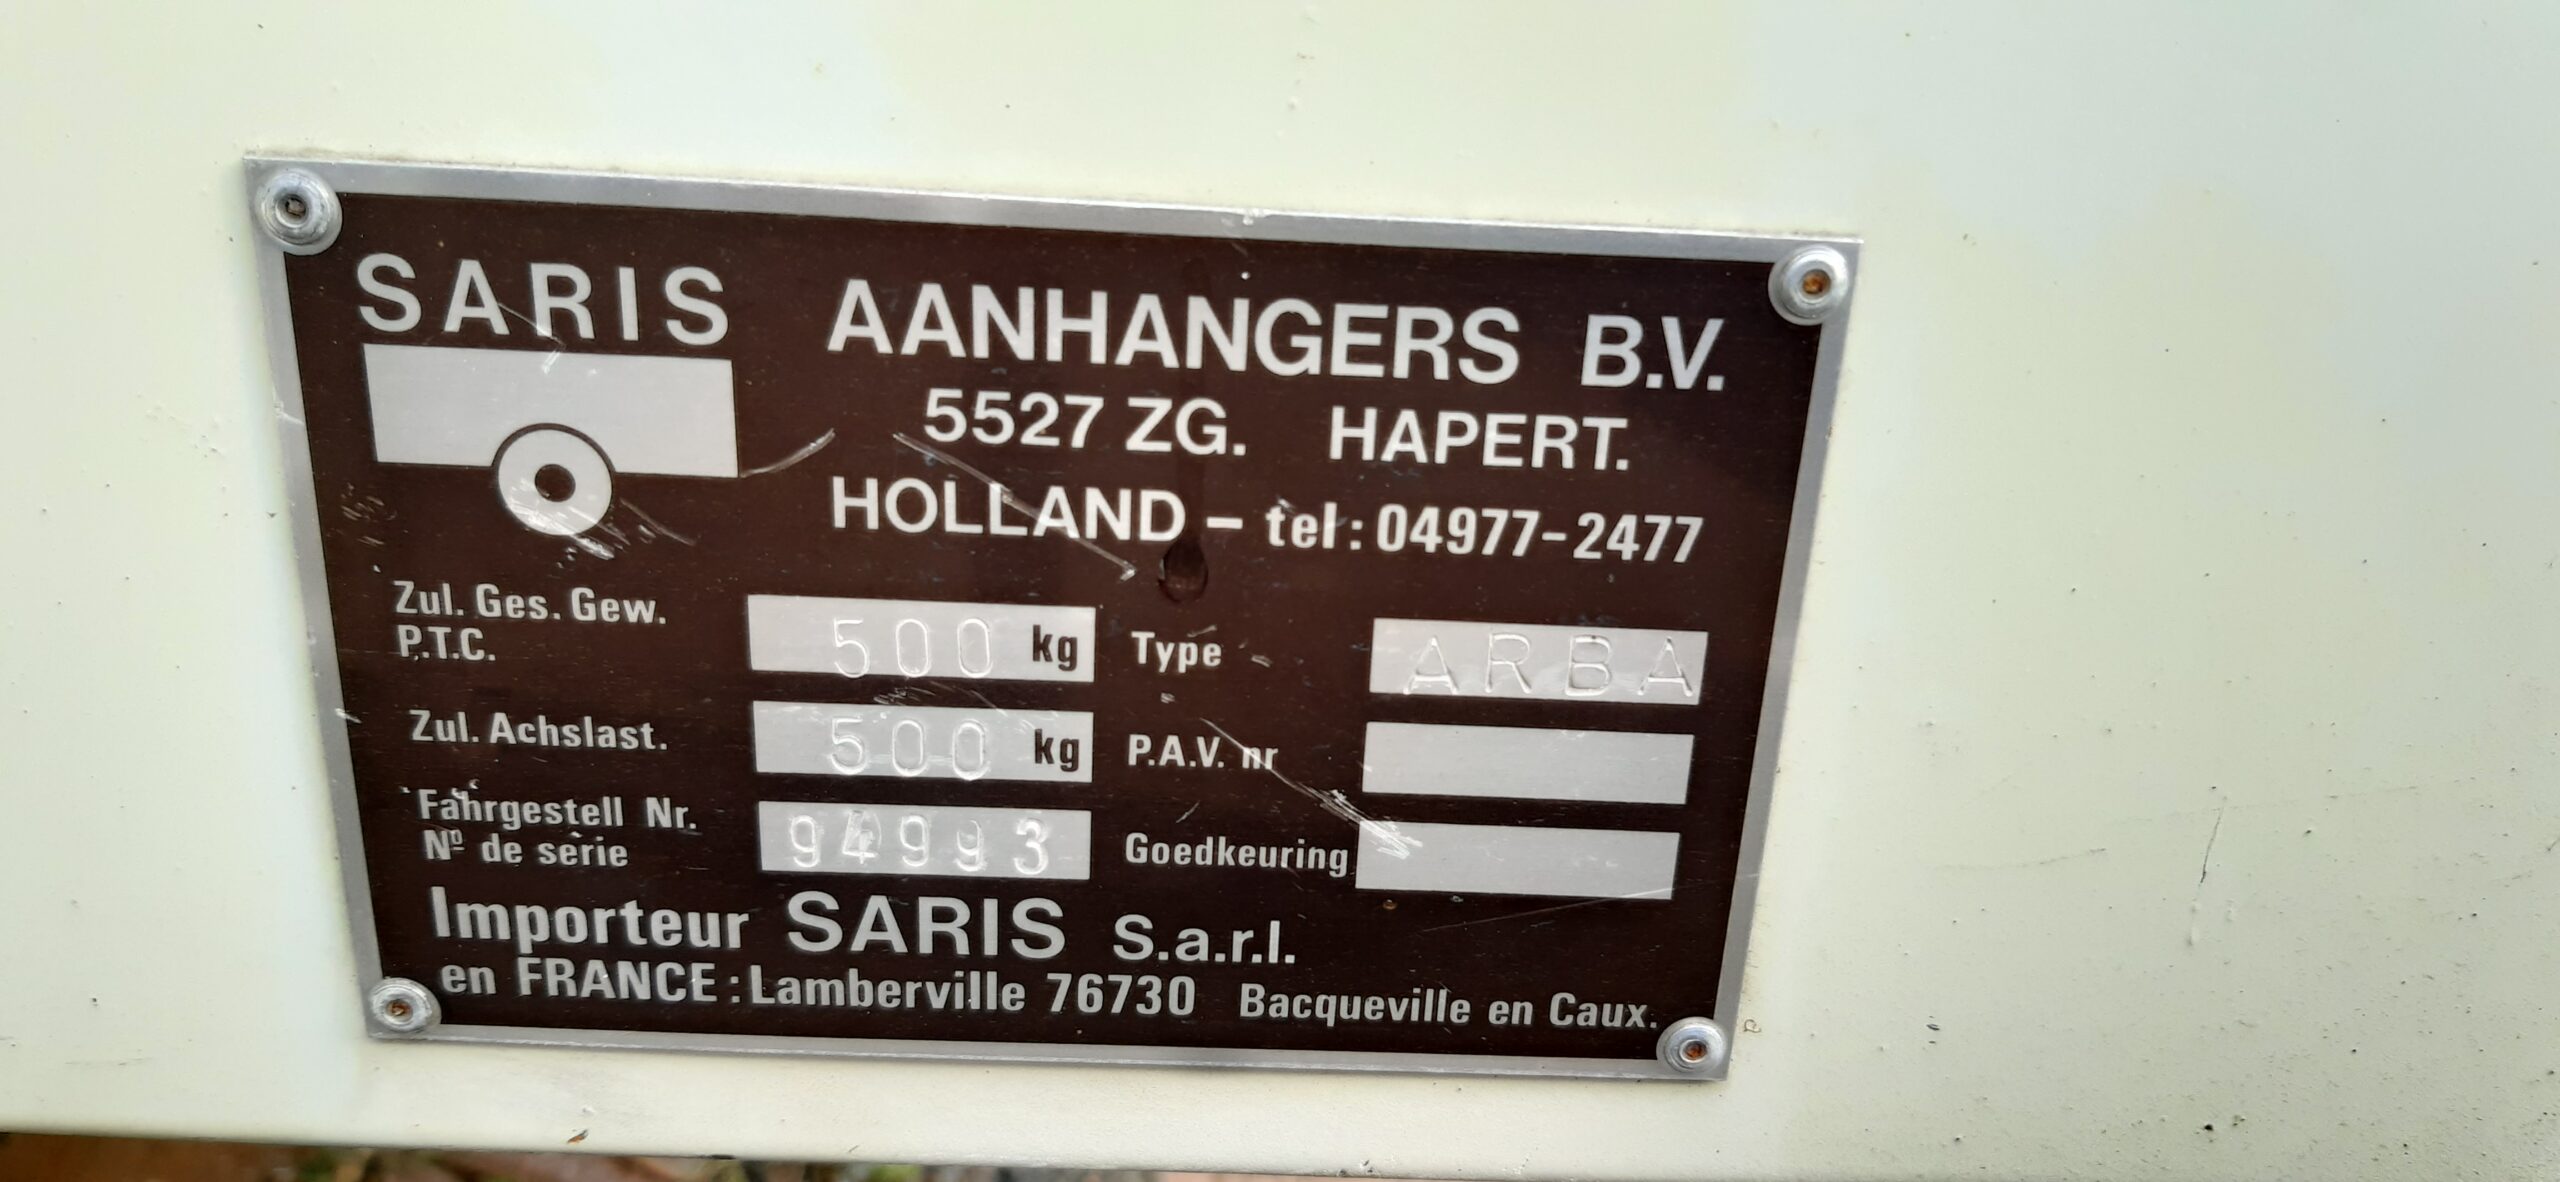 SARIS AANHANGERS B.V.
5527 ZG. HAPERT.
HOLLAND – tel: 04977-2477
Zul. Ges. Gew.
P.T.C. 500 kg Type ARBA
Zul. Achslast. 500 kg P.A.V. nr
Fahrgestell Nr.
Nº de série 94993 Goedkeuring
Importeur SARIS S.a.r.l.
en FRANCE: Lamberville 76730 Bacqueville en Caux.